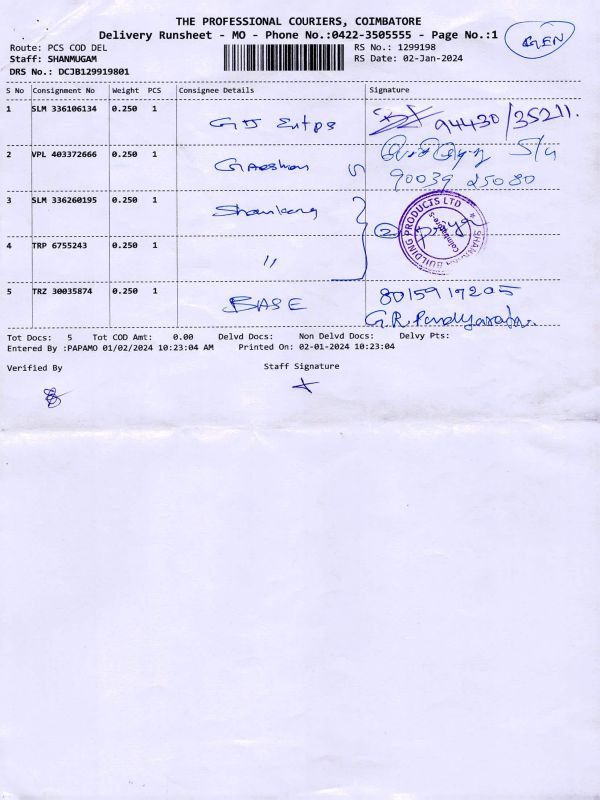 THE PROFESSIONAL COURIERS, COIMBATORE
Delivery Runsheet - MO - Phone No.:0422-3505555 - Page No.:1
GEN
Route: PCS COD DEL
RS No.: 1299198
Staff: SHANMUGAM
RS Date: 02-Jan-2024
DRS No.: DCJB129919801
S No Consignment No Weight PCS Consignee Details Signature
1 SLM 336106134 0.250 1 94430/35211.
2 VPL 403372666 0.250 1
90039 25080
3 SLM 336260195 0.250 1
PRODUCTS LTD
BUILDING
2
4 TRP 6755243 0.250 1 "
5 TRZ 30035874 0.250 1 BASE 8015917205
G.R.
Tot Docs: 5 Tot COD Amt: 0.00 Delvd Docs: Non Delvd Docs: Delvy Pts:
Entered By :PAPAMO 01/02/2024 10:23:04 AM Printed On: 02-01-2024 10:23:04
Verified By Staff Signature